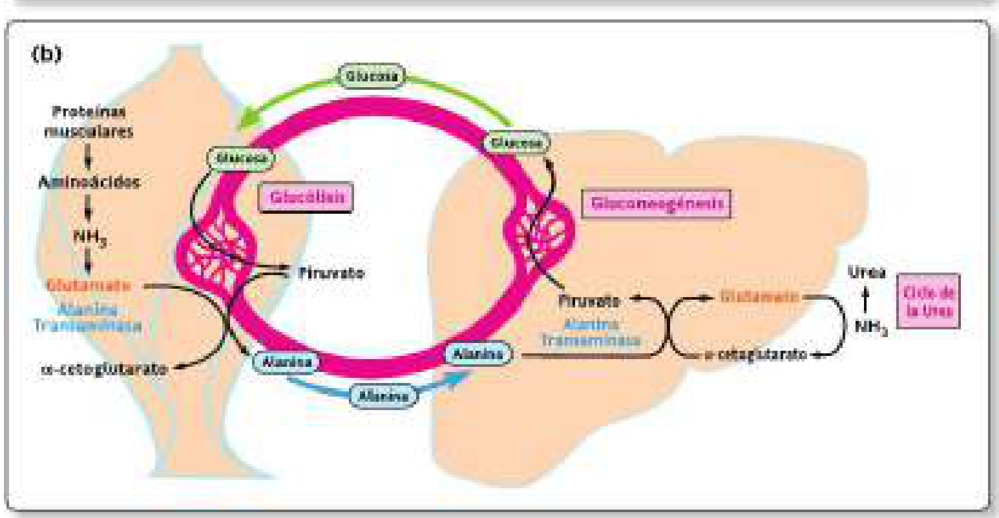 (b)
Glucosa
Proteínas
musculares
Glucosa
Glucosa
Aminoácidos
Glucólisis
Gluconeogénesis
NH3
Piruvato
Glutamato
Alanina
Transaminasa
α-cetoglutarato
Alanina
Alanina
Alanina
Piruvato
Alanina
Transaminasa
Glutamato
α-cetoglutarato
Urea
NH3
Ciclo de
la Urea